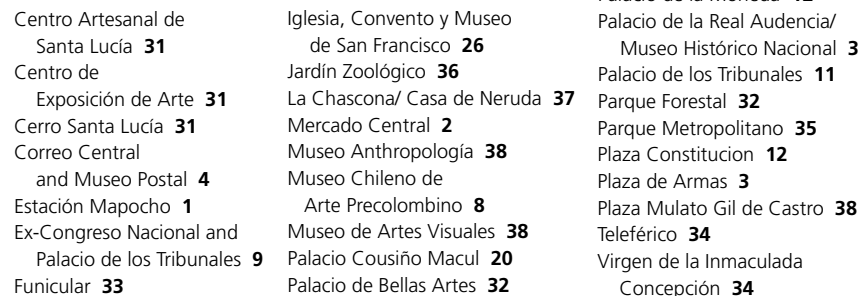 Centro Artesanal de
Santa Lucía 31
Centro de
Exposición de Arte 31
Cerro Santa Lucía 31
Correo Central
and Museo Postal 4
Estación Mapocho 1
Ex-Congreso Nacional and
Palacio de los Tribunales 9
Funicular 33
Iglesia, Convento y Museo
de San Francisco 26
Jardín Zoológico 36
La Chascona/ Casa de Neruda 37
Mercado Central 2
Museo Anthropología 38
Museo Chileno de
Arte Precolombino 8
Museo de Artes Visuales 38
Palacio Cousiño Macul 20
Palacio de Bellas Artes 32
Palacio de la Moneda 12
Palacio de la Real Audencia/
Museo Histórico Nacional 3
Palacio de los Tribunales 11
Parque Forestal 32
Parque Metropolitano 35
Plaza Constitucion 12
Plaza de Armas 3
Plaza Mulato Gil de Castro 38
Teleférico 34
Virgen de la Inmaculada
Concepción 34